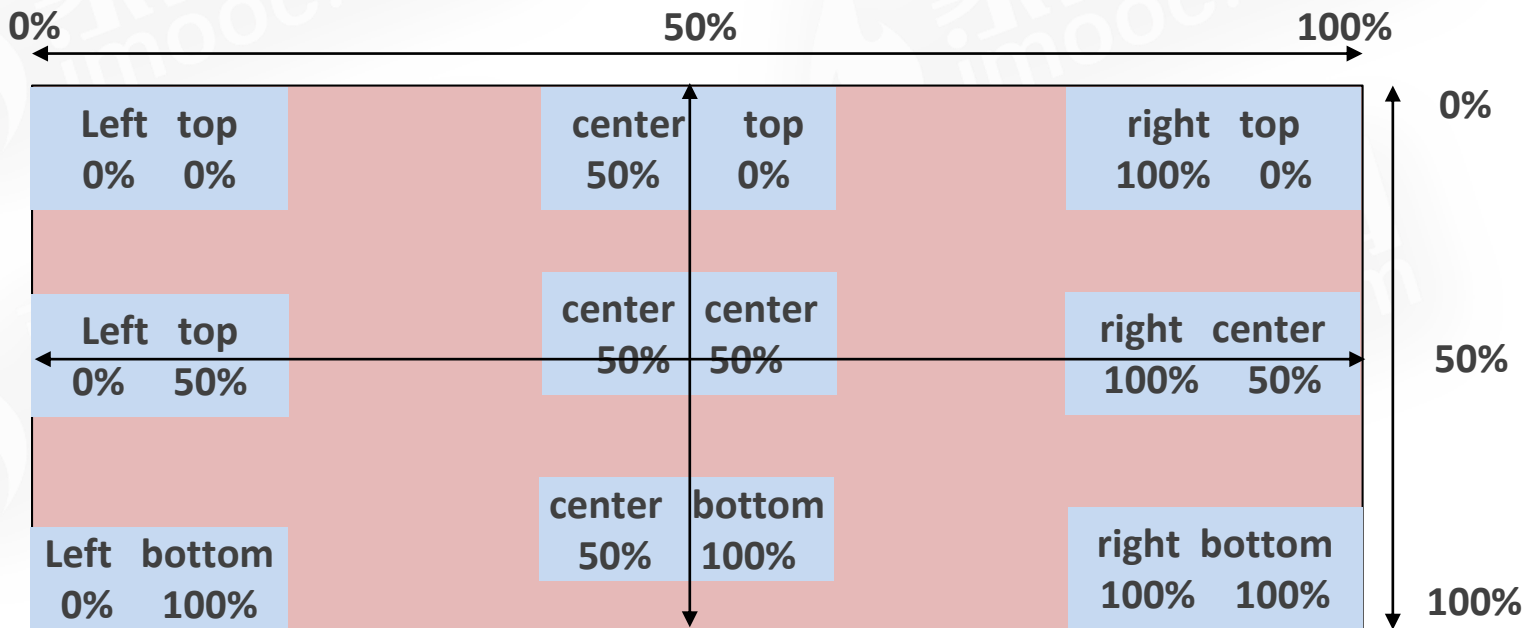 0% 50% 100%
0%
Left top
0% 0%
center top
50% 0%
right top
100% 0%
Left top
0% 50%
center center
50% 50%
right center
100% 50%
50%
Left bottom
0% 100%
center bottom
50% 100%
right bottom
100% 100%
100%
imooc
imooc